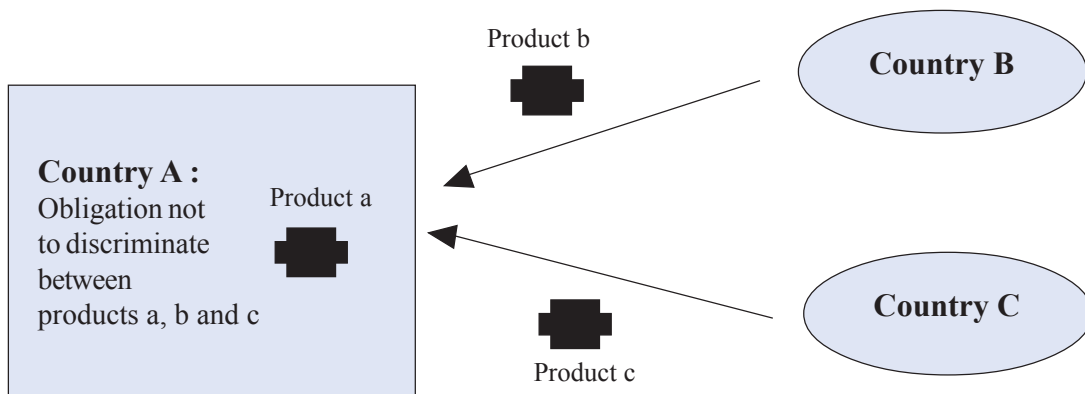 Product b
Country B
Country A :
Obligation not
to discriminate
between
products a, b and c
Product a
Country C
Product c